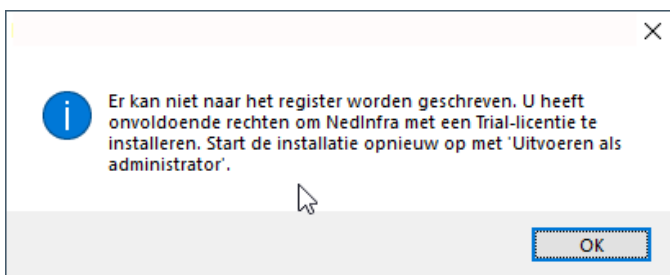 Er kan niet naar het register worden geschreven. U heeft
onvoldoende rechten om NedInfra met een Trial-licentie te
installeren. Start de installatie opnieuw op met 'Uitvoeren als
administrator'.
OK